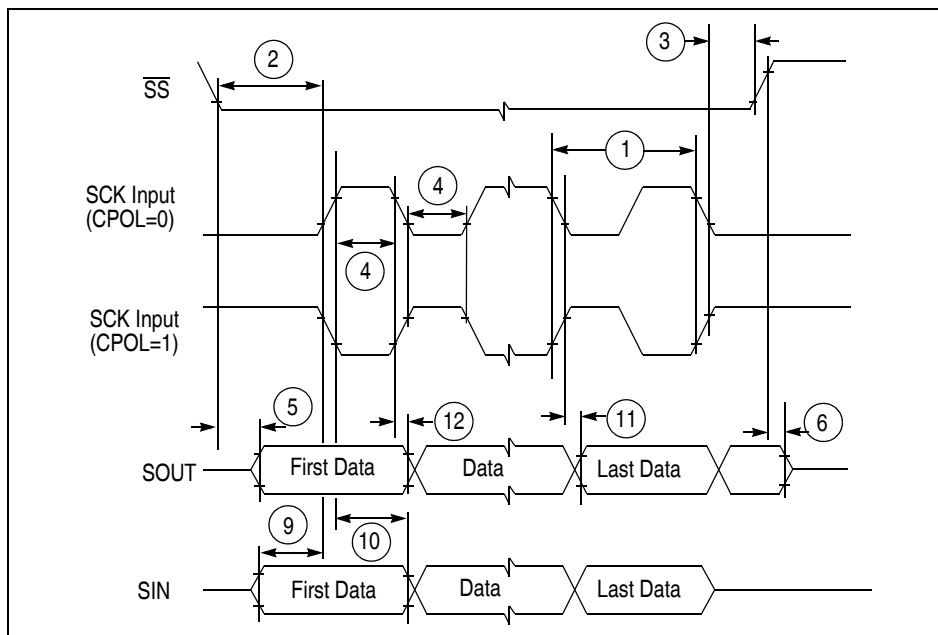 3
2
SS
1
SCK Input
(CPOL=0)
4
4
SCK Input
(CPOL=1)
5
12
11
6
SOUT
First Data
Data
Last Data
9
10
SIN
First Data
Data
Last Data